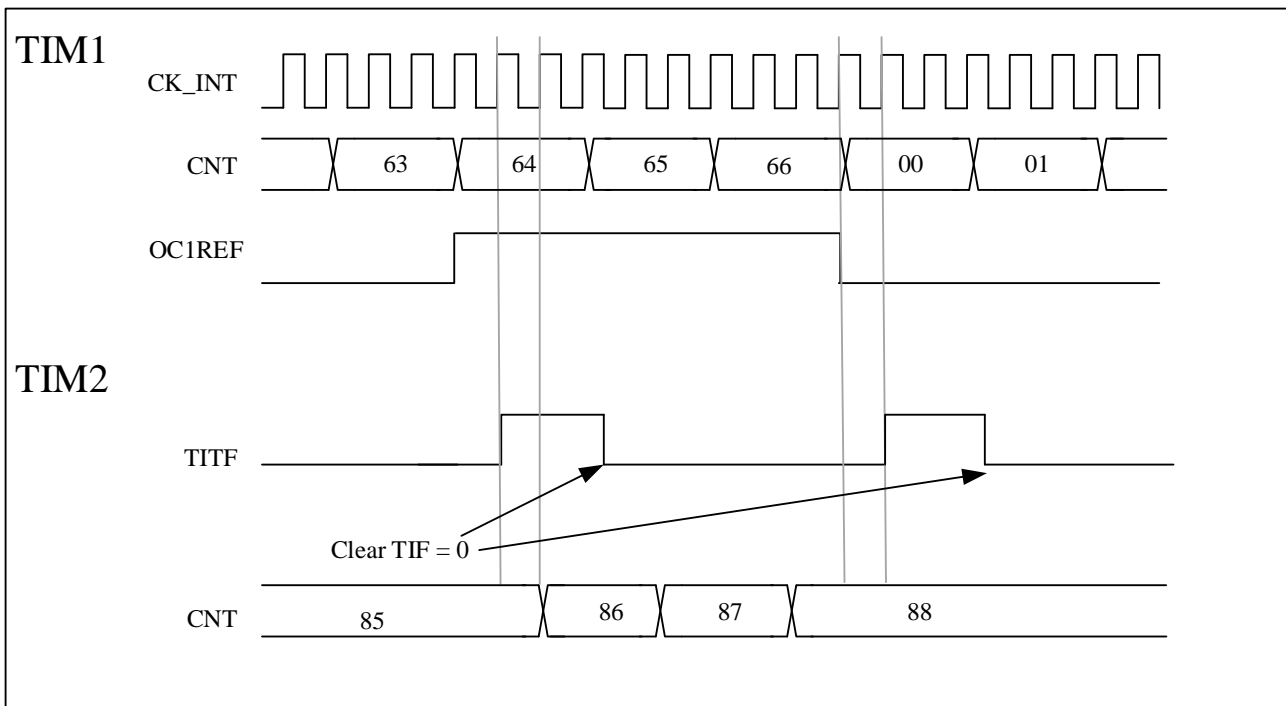 TIM1
CK_INT
CNT 63 64 65 66 00 01
OC1REF
TIM2
TITF
Clear TIF = 0
CNT 85 86 87 88